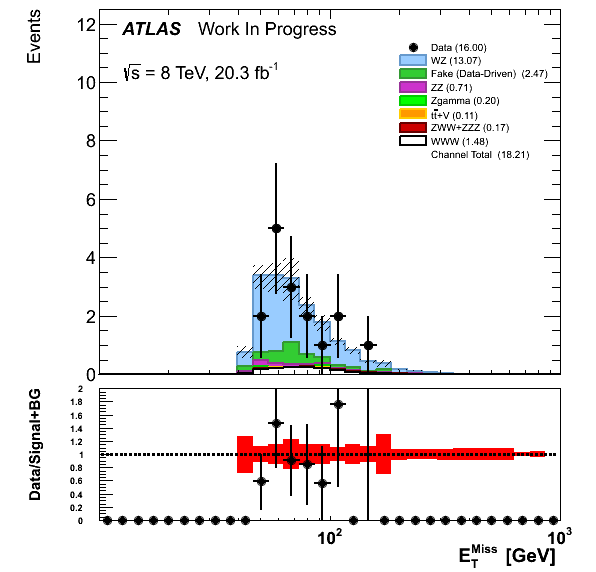 Events
12
10
8
6
4
2
0
ATLAS Work In Progress
√s = 8 TeV, 20.3 fb⁻¹
Data (16.00)
WZ (13.07)
Fake (Data-Driven) (2.47)
ZZ (0.71)
Zgamma (0.20)
tt̄+V (0.11)
ZWW+ZZZ (0.17)
WWW (1.48)
Channel Total (18.21)
Data/Signal+BG
2
1.8
1.6
1.4
1.2
1
0.8
0.6
0.4
0.2
0
10² 10³
E_T^Miss [GeV]